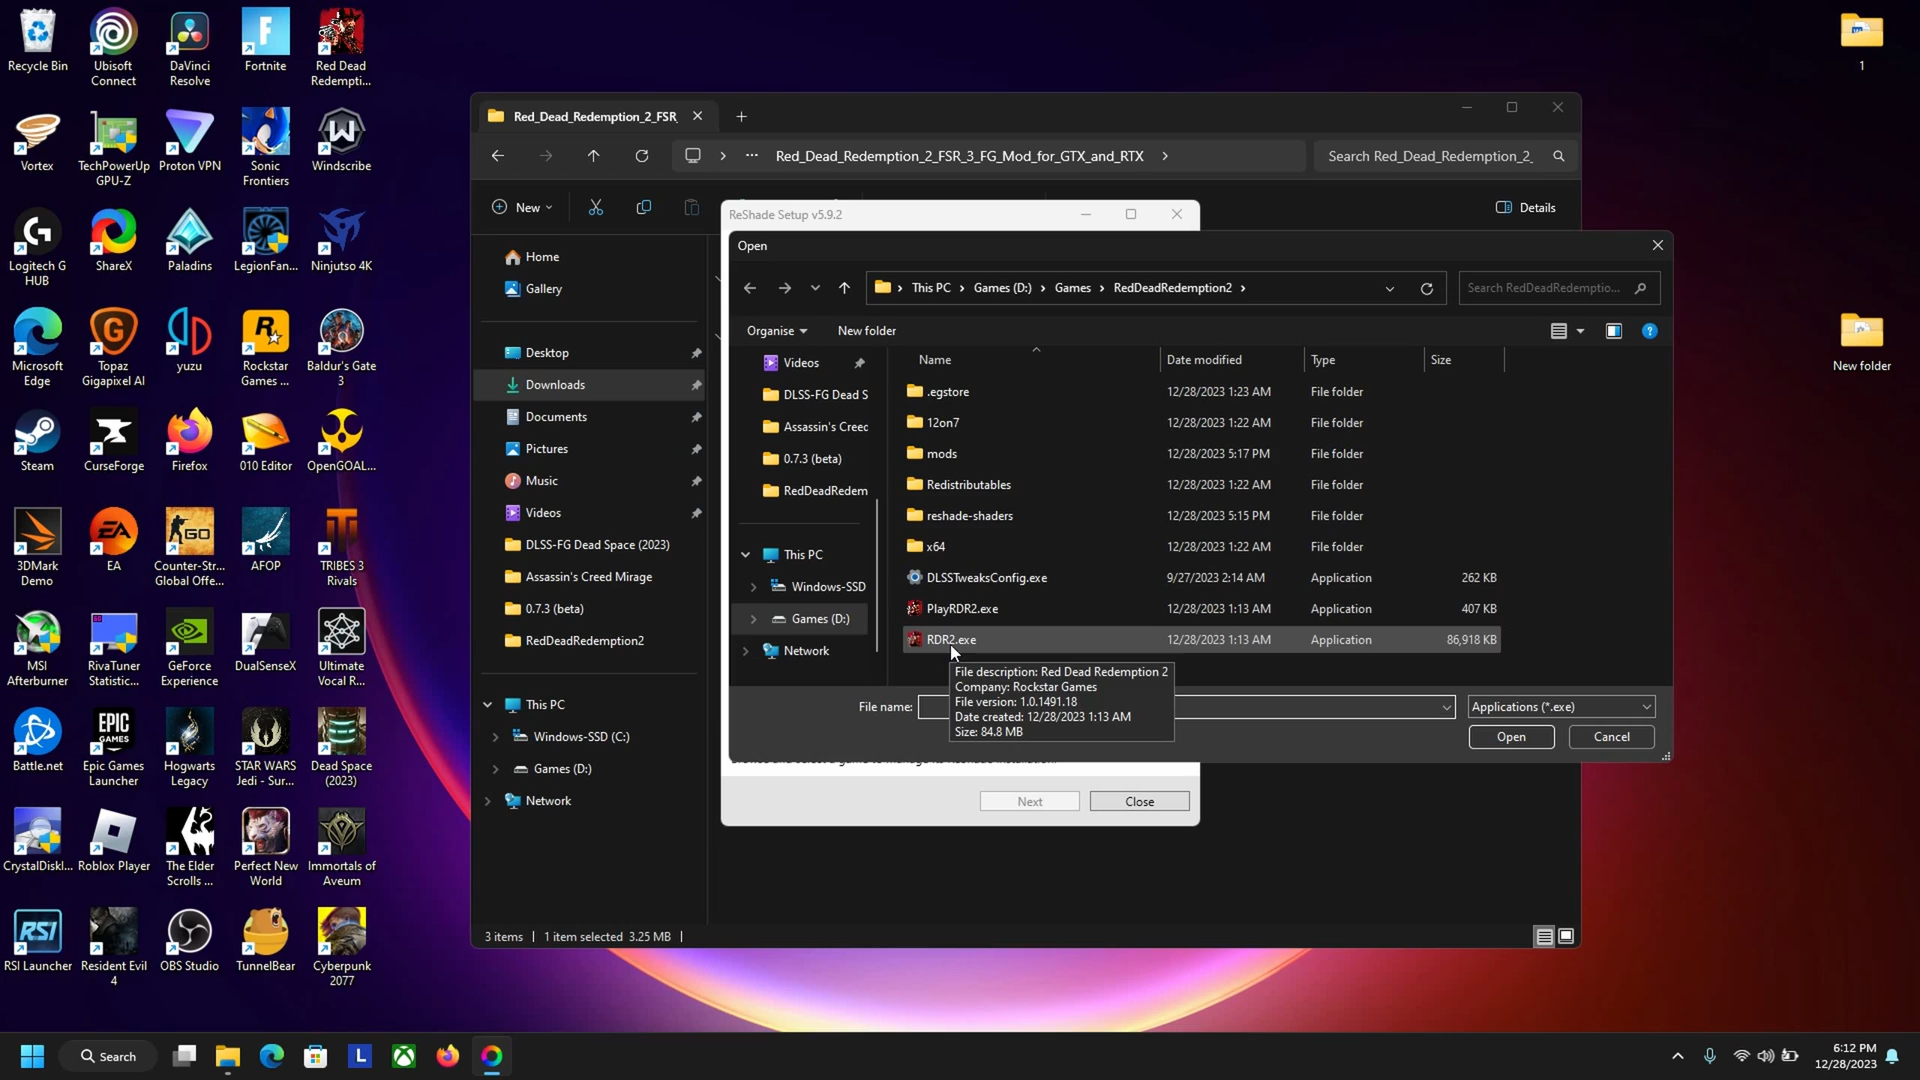 Recycle Bin
Ubisoft
Connect
DaVinci
Resolve
Fortnite
Red Dead
Redempti...
Vortex
TechPowerUp
GPU-Z
Proton VPN
Sonic
Frontiers
Windscribe
Logitech G
HUB
ShareX
Paladins
LegionFan...
Ninjutso 4K
Microsoft
Edge
Topaz
Gigapixel AI
yuzu
Rockstar
Games ...
Baldur's Gate
3
Steam
CurseForge
Firefox
010 Editor
OpenGOAL...
3DMark
Demo
EA
Counter-Str...
Global Offe...
AFOP
TRIBES 3
Rivals
MSI
Afterburner
RivaTuner
Statistic...
GeForce
Experience
DualSenseX
Ultimate
Vocal R...
Battle.net
Epic Games
Launcher
Hogwarts
Legacy
STAR WARS
Jedi - Sur...
Dead Space
(2023)
CrystalDiskI...
Roblox Player
The Elder
Scrolls ...
Perfect New
World
Immortals of
Aveum
RSI Launcher
Resident Evil
4
OBS Studio
TunnelBear
Cyberpunk
2077
1
New folder
Red_Dead_Redemption_2_FSR_
Red_Dead_Redemption_2_FSR_3_FG_Mod_for_GTX_and_RTX
Search Red_Dead_Redemption_2_
New
Details
Home
Gallery
Desktop
Downloads
Documents
Pictures
Music
Videos
DLSS-FG Dead Space (2023)
Assassin's Creed Mirage
0.7.3 (beta)
RedDeadRedemption2
This PC
Windows-SSD (C:)
Games (D:)
Network
3 items | 1 item selected 3.25 MB |
ReShade Setup v5.9.2
Open
This PC > Games (D:) > Games > RedDeadRedemption2 >
Search RedDeadRedemptio...
Organise
New folder
Videos
DLSS-FG Dead S
Assassin's Creed
0.7.3 (beta)
RedDeadRedem
This PC
Windows-SSD
Games (D:)
Network
Name Date modified Type Size
.egstore 12/28/2023 1:23 AM File folder
12on7 12/28/2023 1:22 AM File folder
mods 12/28/2023 5:17 PM File folder
Redistributables 12/28/2023 1:22 AM File folder
reshade-shaders 12/28/2023 5:15 PM File folder
x64 12/28/2023 1:22 AM File folder
DLSSTweaksConfig.exe 9/27/2023 2:14 AM Application 262 KB
PlayRDR2.exe 12/28/2023 1:13 AM Application 407 KB
RDR2.exe 12/28/2023 1:13 AM Application 86,918 KB
File description: Red Dead Redemption 2
Company: Rockstar Games
File version: 1.0.1491.18
Date created: 12/28/2023 1:13 AM
Size: 84.8 MB
File name:
Applications (*.exe)
Open
Cancel
Next
Close
Search
6:12 PM
12/28/2023